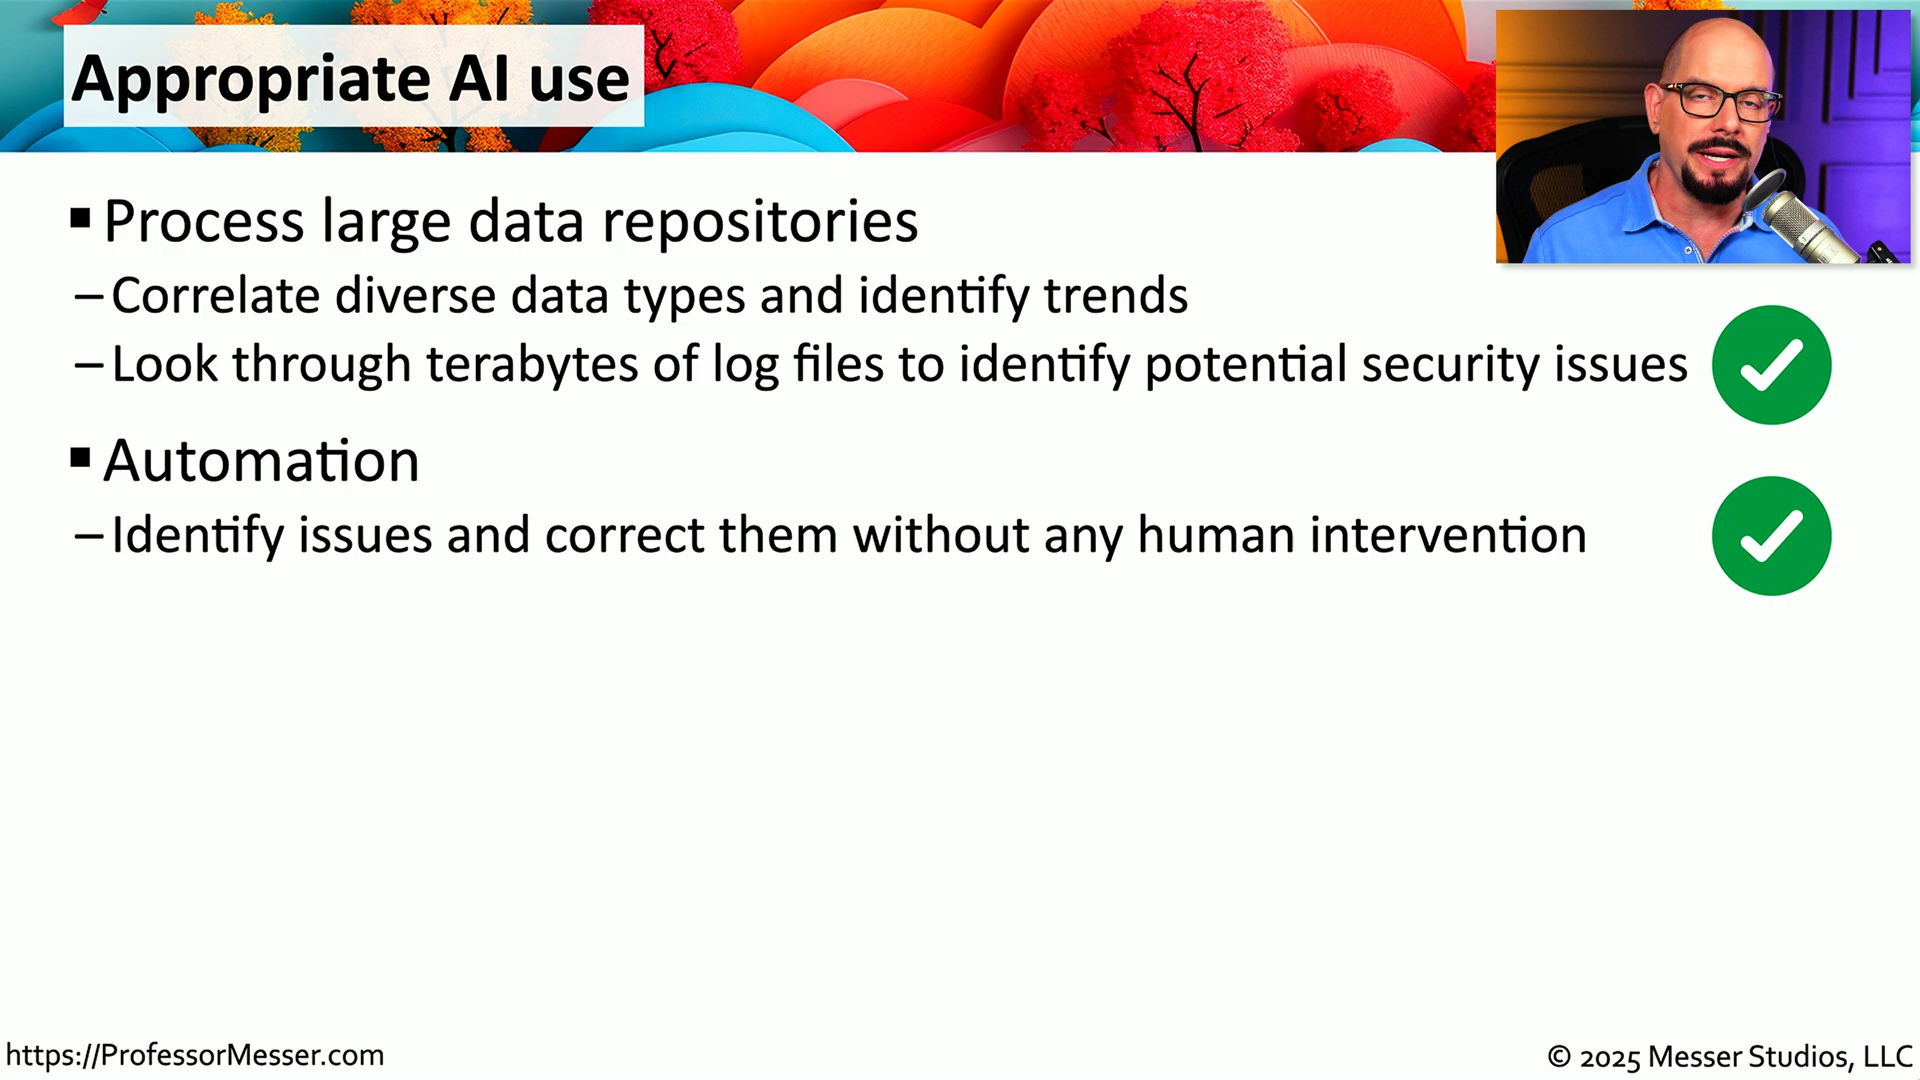 Appropriate AI use
▪ Process large data repositories
– Correlate diverse data types and identify trends
– Look through terabytes of log files to identify potential security issues
▪ Automation
– Identify issues and correct them without any human intervention
https://ProfessorMesser.com
© 2025 Messer Studios, LLC